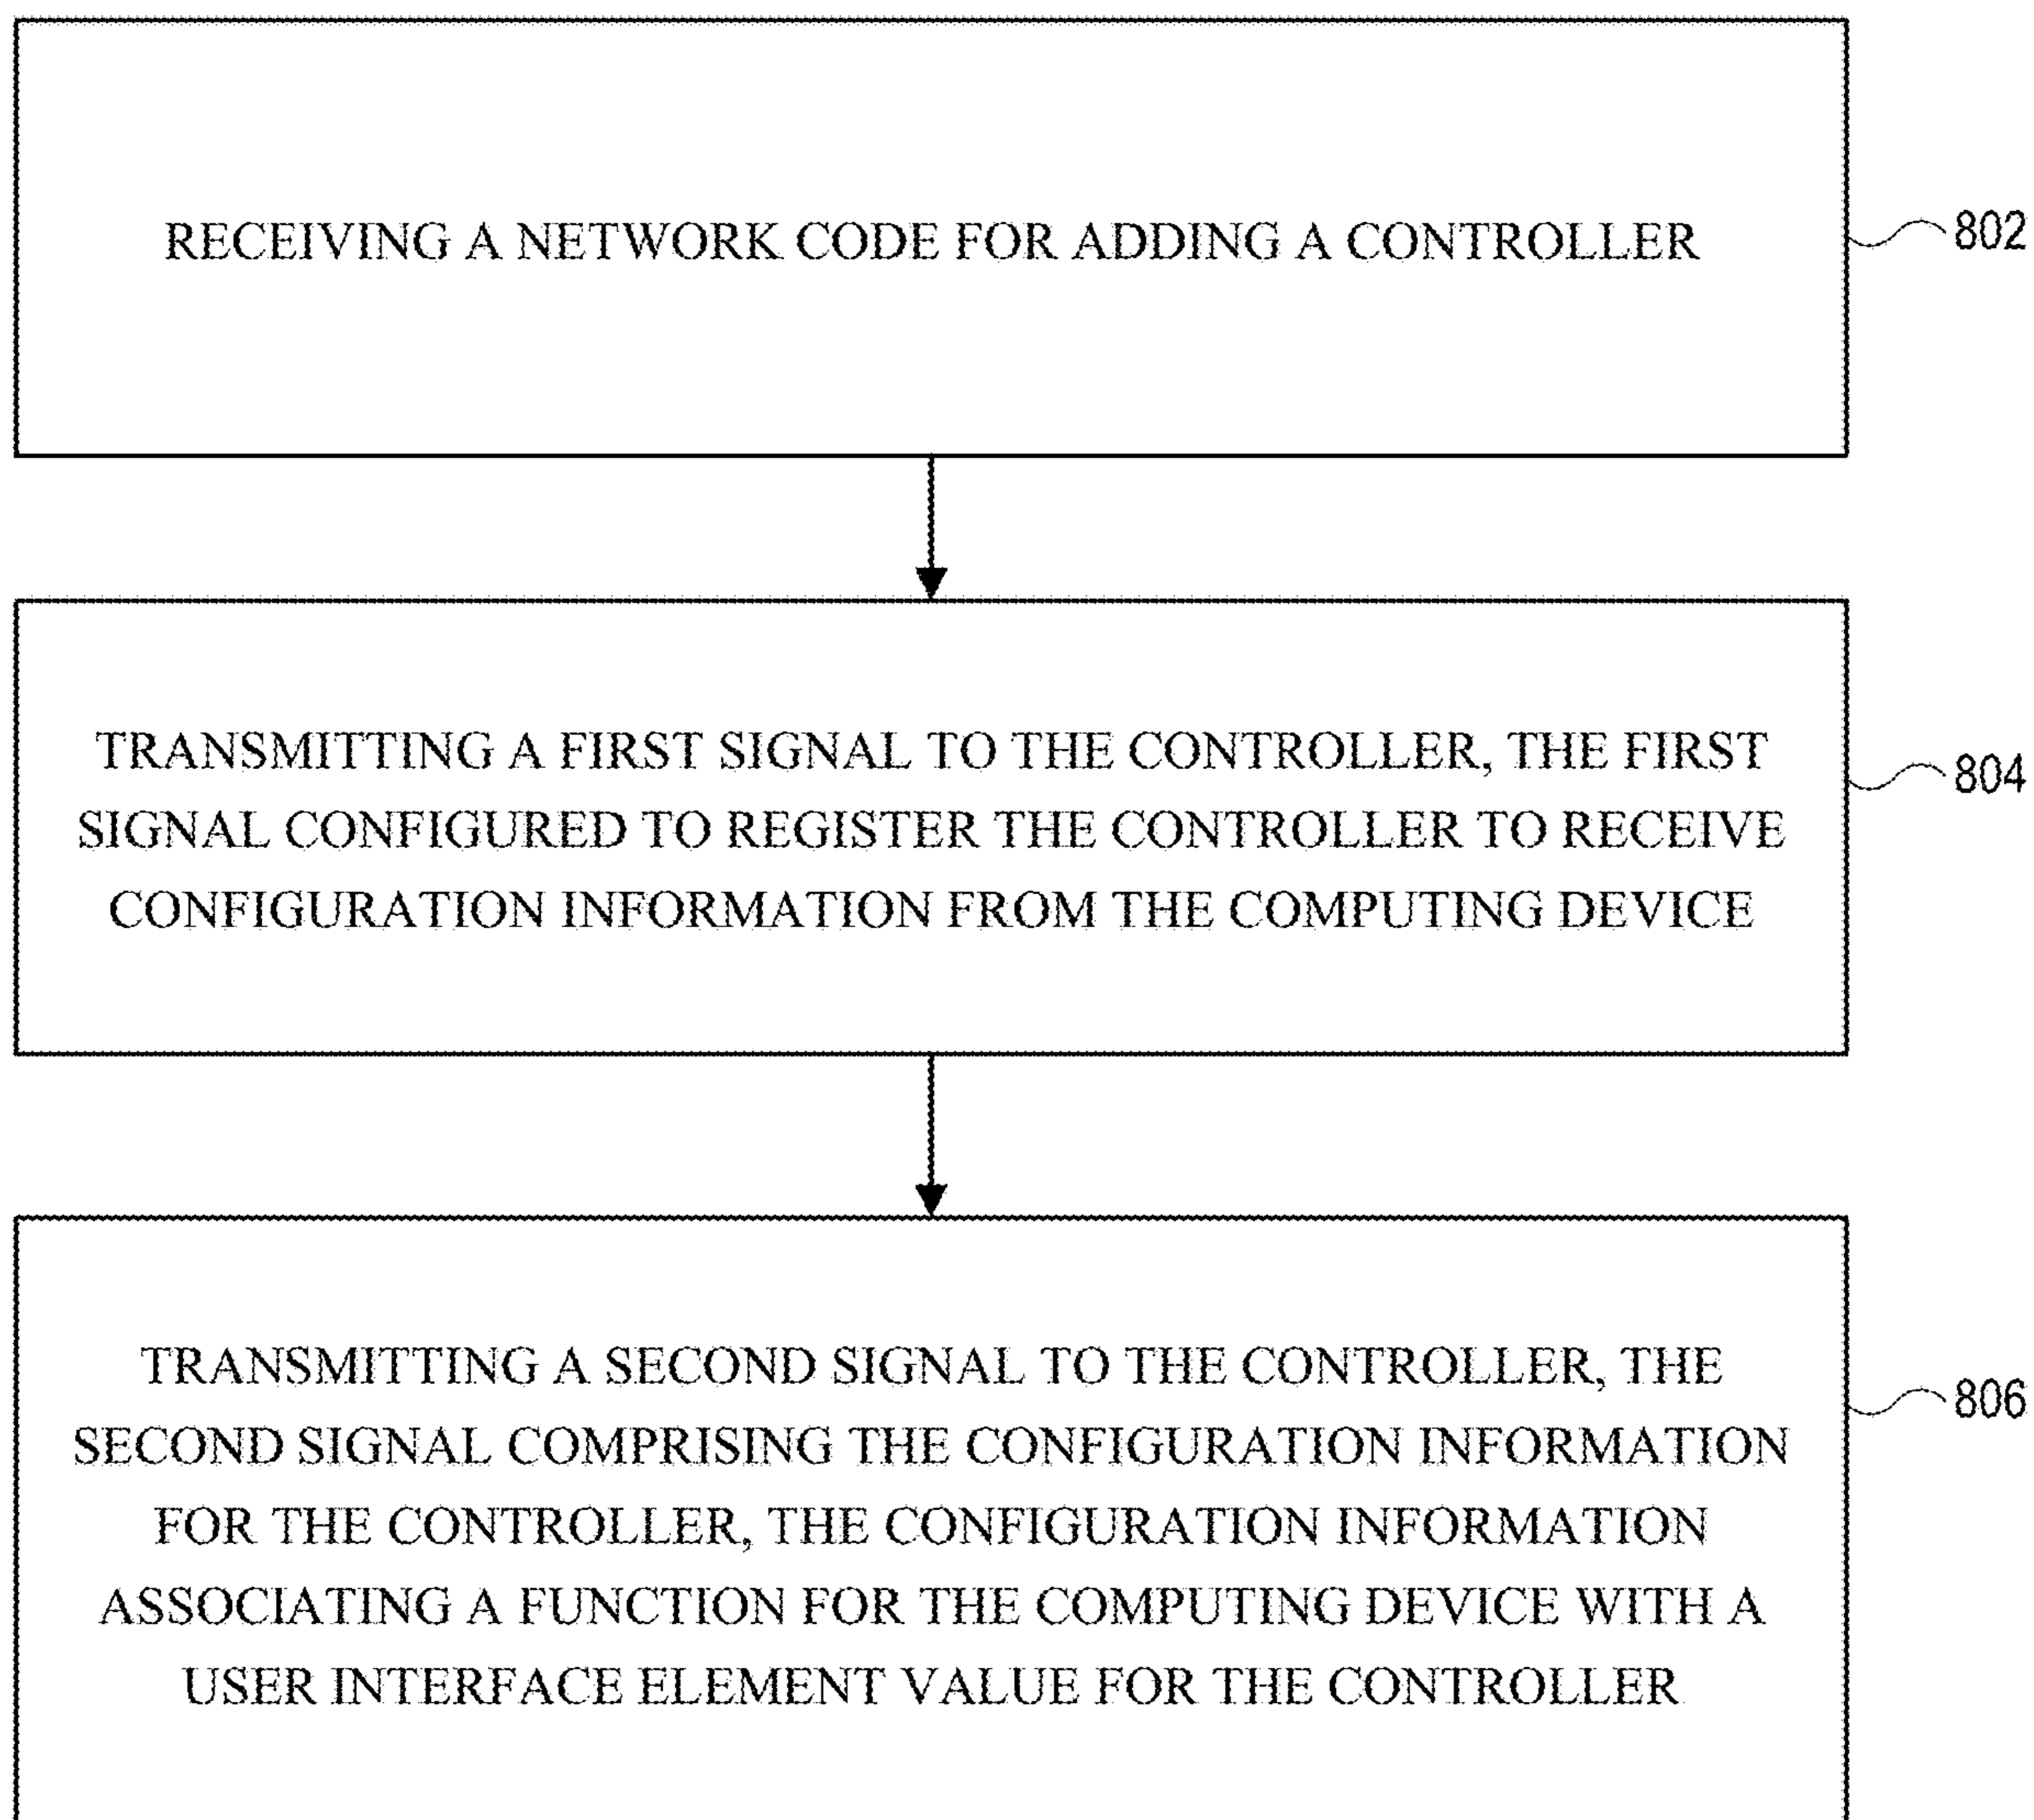 RECEIVING A NETWORK CODE FOR ADDING A CONTROLLER
802
TRANSMITTING A FIRST SIGNAL TO THE CONTROLLER, THE FIRST
SIGNAL CONFIGURED TO REGISTER THE CONTROLLER TO RECEIVE
CONFIGURATION INFORMATION FROM THE COMPUTING DEVICE
804
TRANSMITTING A SECOND SIGNAL TO THE CONTROLLER, THE
SECOND SIGNAL COMPRISING THE CONFIGURATION INFORMATION
FOR THE CONTROLLER, THE CONFIGURATION INFORMATION
ASSOCIATING A FUNCTION FOR THE COMPUTING DEVICE WITH A
USER INTERFACE ELEMENT VALUE FOR THE CONTROLLER
806